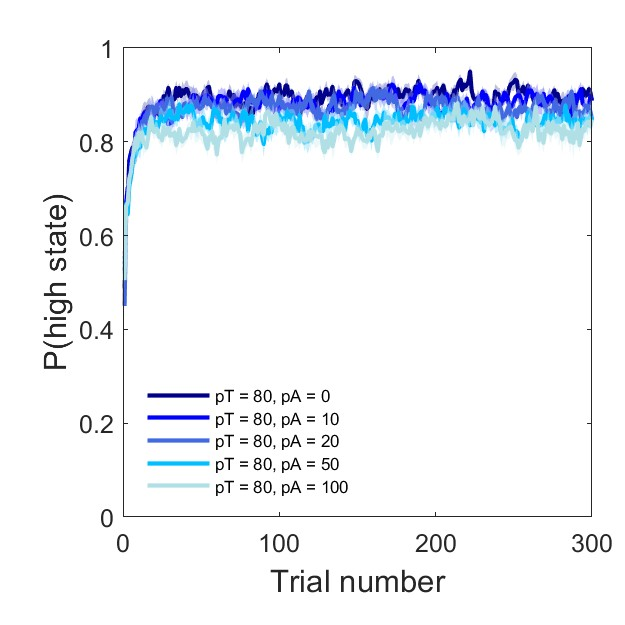 P(high state)
1
0.8
0.6
0.4
0.2
0
pT = 80, pA = 0
pT = 80, pA = 10
pT = 80, pA = 20
pT = 80, pA = 50
pT = 80, pA = 100
0 100 200 300
Trial number